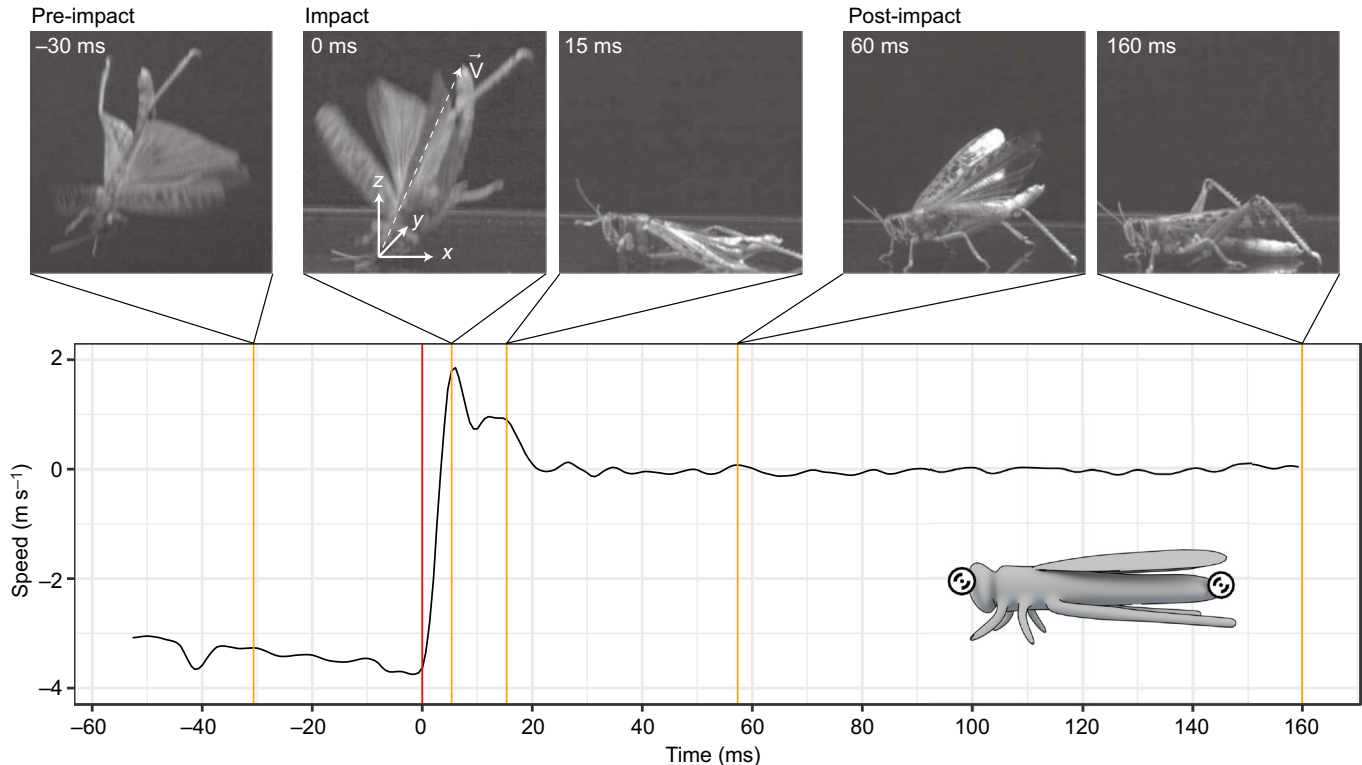 Pre-impact
Impact
Post-impact
–30 ms
0 ms
15 ms
60 ms
160 ms
V
z
y
x
2
0
–2
–4
Speed (m s–1)
–60
–40
–20
0
20
40
60
80
100
120
140
160
Time (ms)